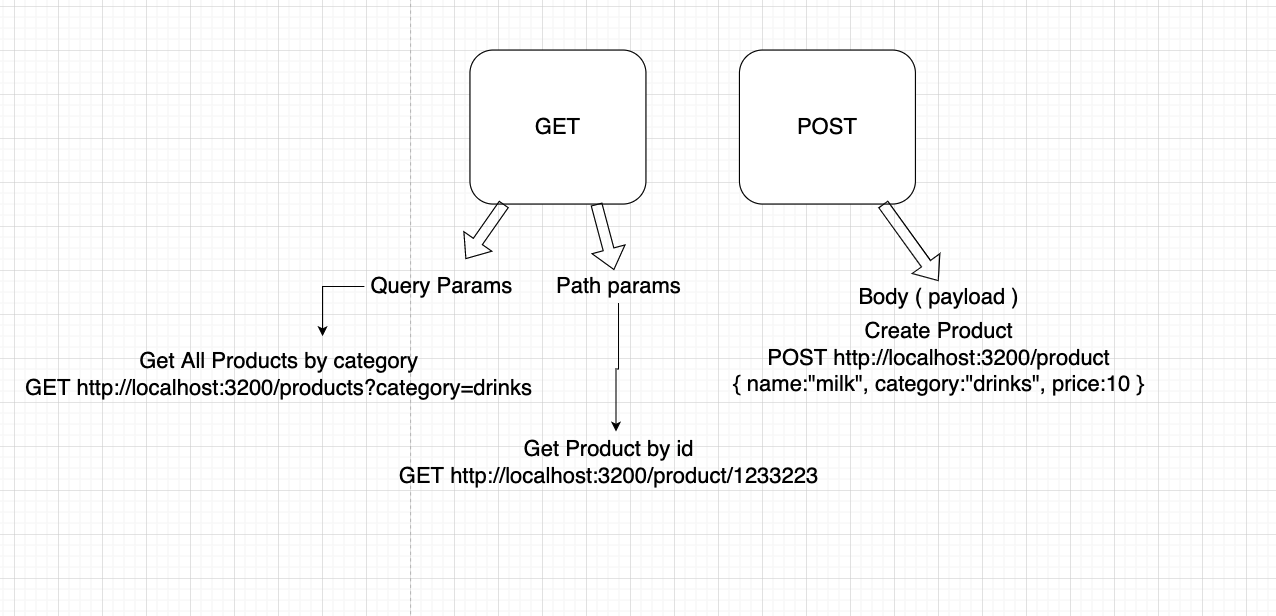 GET
POST
Query Params
Path params
Body ( payload )
Create Product
POST http://localhost:3200/product
{ name:"milk", category:"drinks", price:10 }
Get All Products by category
GET http://localhost:3200/products?category=drinks
Get Product by id
GET http://localhost:3200/product/1233223